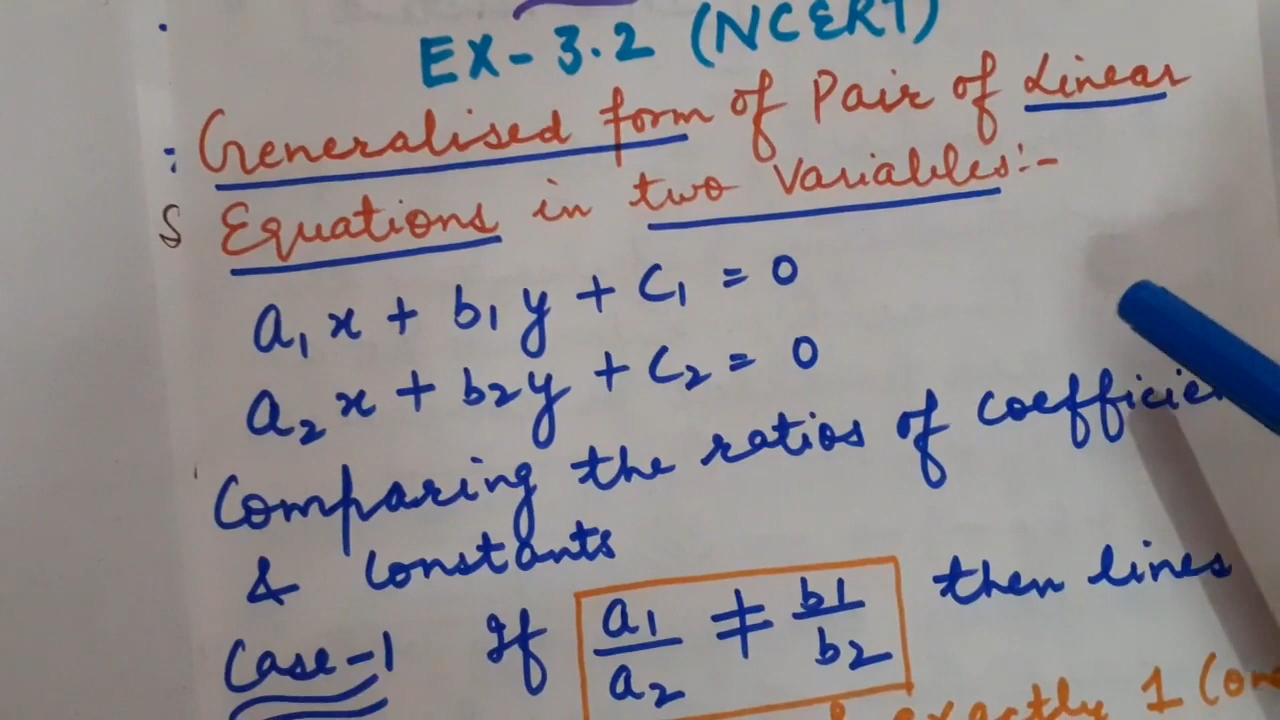 EX-3.2 (NCERT)
Generalised form of Pair of Linear
S Equations in two Variables:-
a₁x + b₁y + c₁ = 0
a₂x + b₂y + c₂ = 0
Comparing the ratios of
& constants
Case-1 If a₁/a₂ ≠ b₁/b₂ then lines
exactly 1